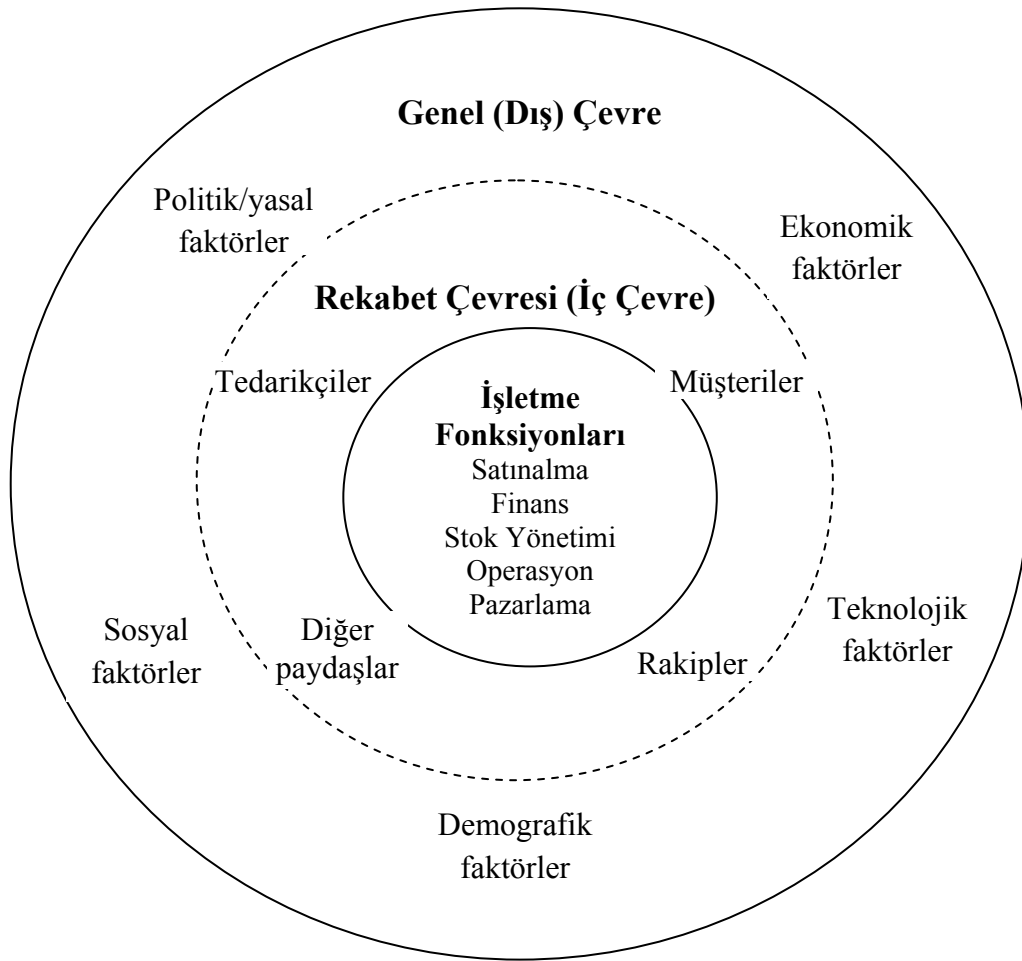 Genel (Dış) Çevre
Politik/yasal
faktörler
Ekonomik
faktörler
Rekabet Çevresi (İç Çevre)
Tedarikçiler
Müşteriler
İşletme
Fonksiyonları
Satınalma
Finans
Stok Yönetimi
Operasyon
Pazarlama
Sosyal
faktörler
Diğer
paydaşlar
Rakipler
Teknolojik
faktörler
Demografik
faktörler